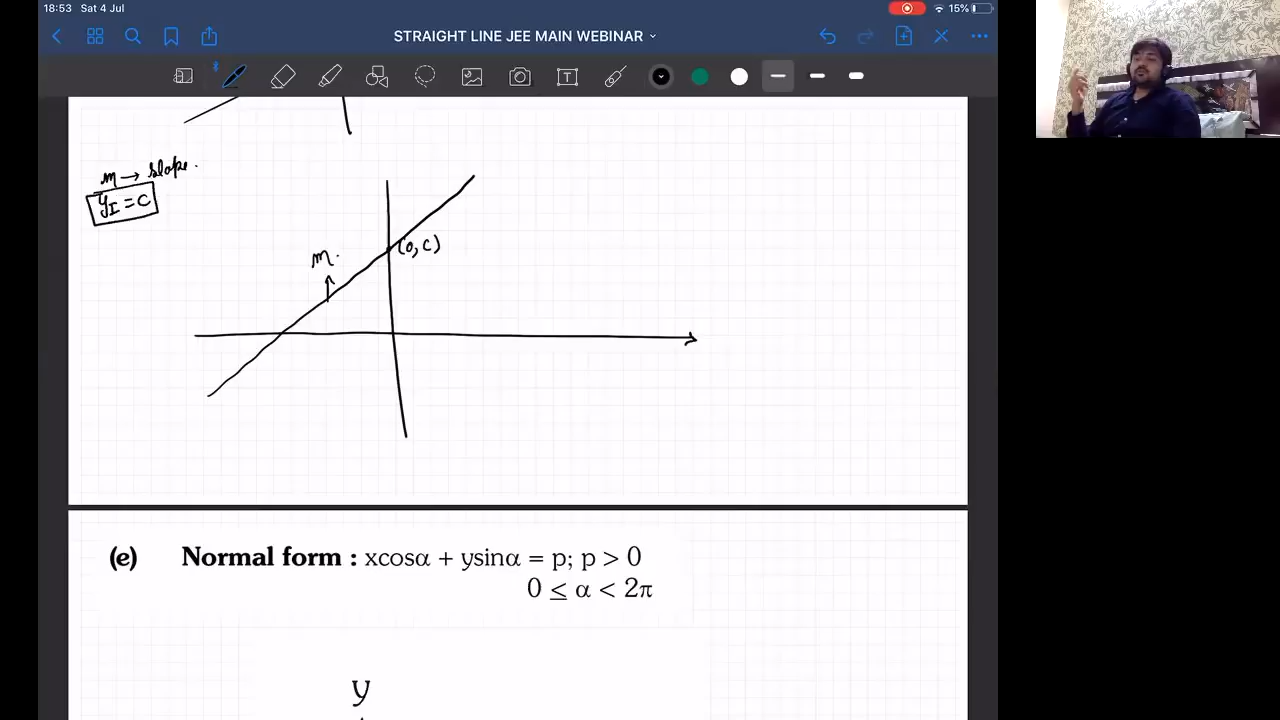 18:53 Sat 4 Jul
15%
STRAIGHT LINE JEE MAIN WEBINAR
T
m → slope.
yI = C
(0, C)
m.
(e) Normal form : xcosα + ysinα = p; p > 0
0 ≤ α < 2π
y